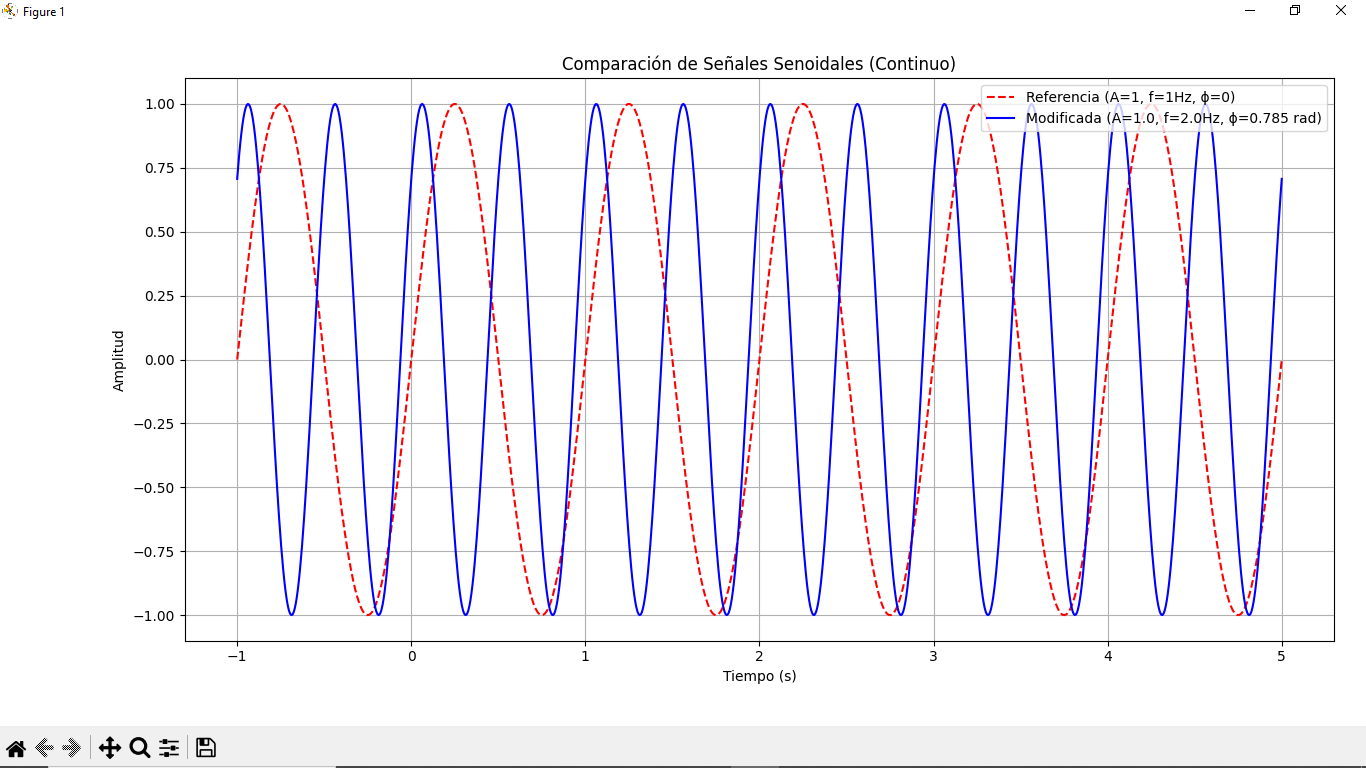 Figure 1
Comparación de Señales Senoidales (Continuo)
Referencia (A=1, f=1Hz, ϕ=0)
Modificada (A=1.0, f=2.0Hz, ϕ=0.785 rad)
1.00
0.75
0.50
0.25
0.00
−0.25
−0.50
−0.75
−1.00
Amplitud
−1 0 1 2 3 4 5
Tiempo (s)